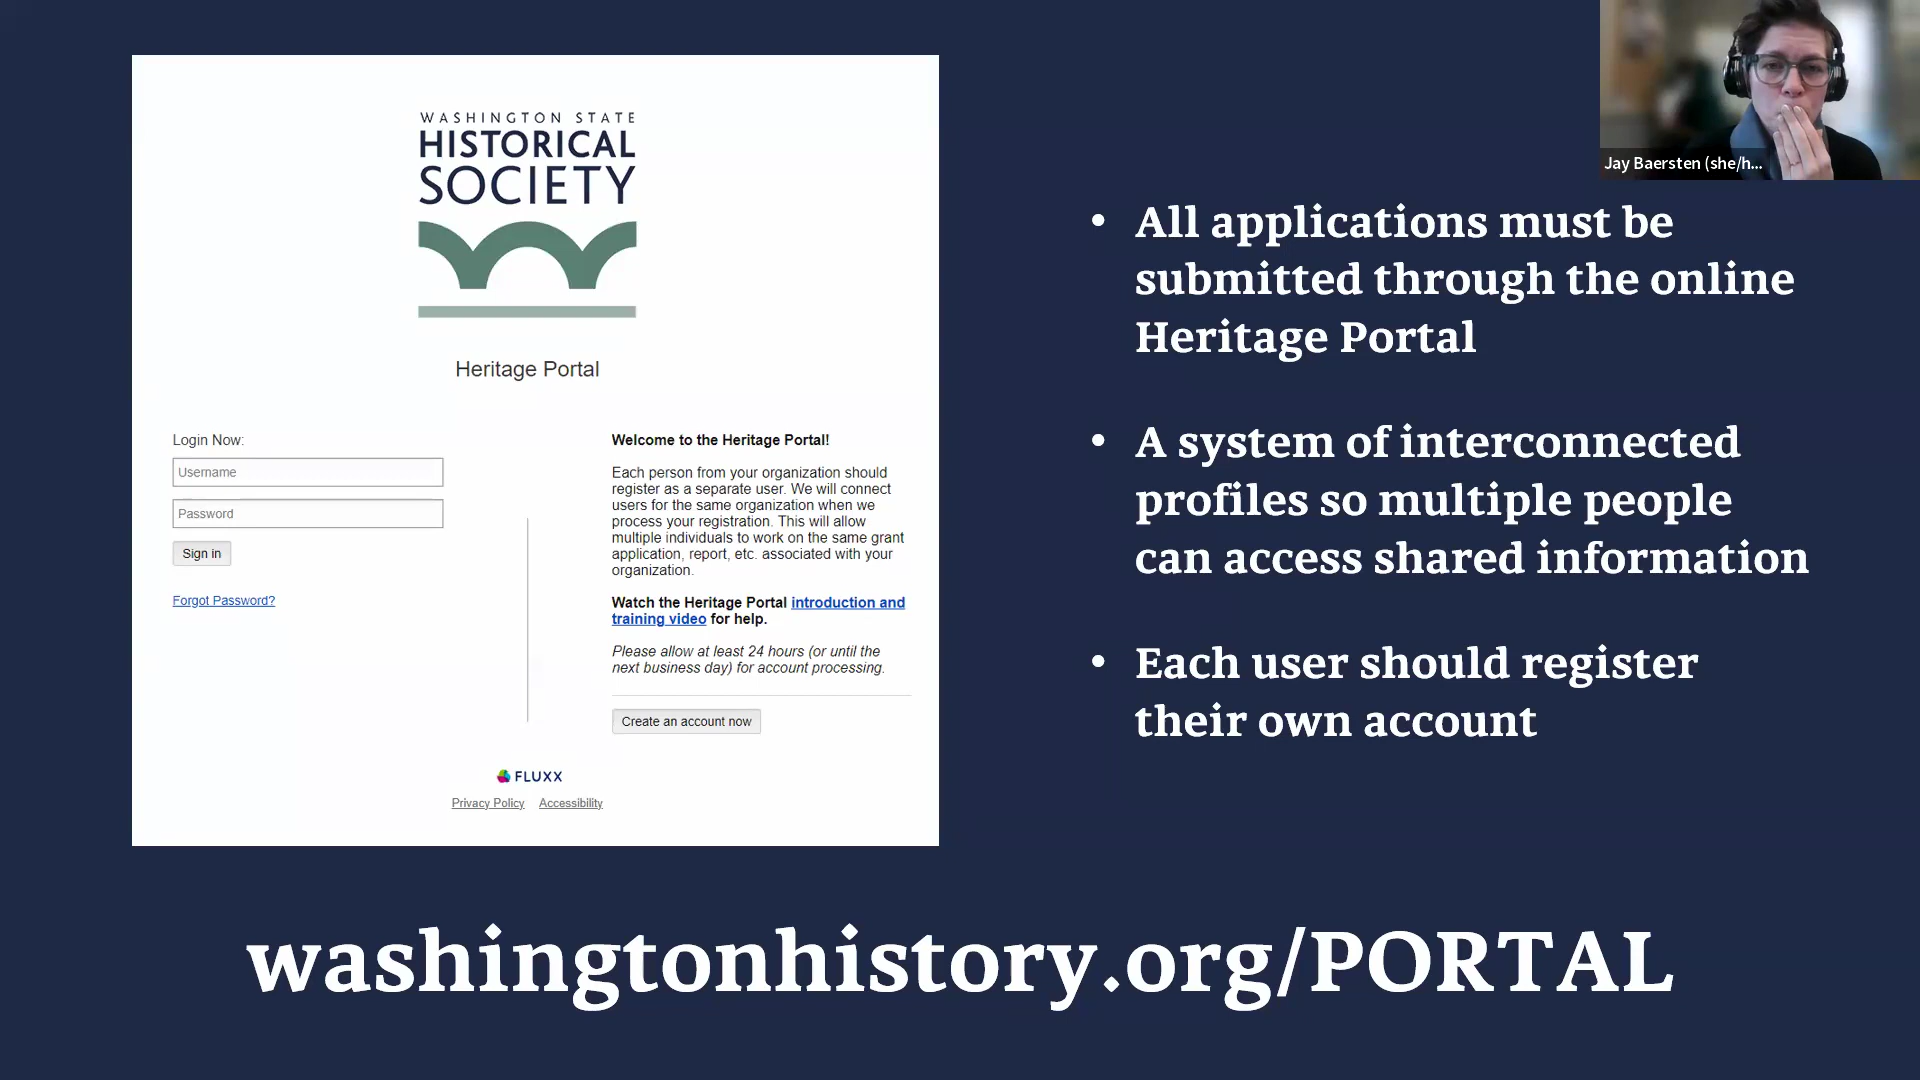 WASHINGTON STATE
HISTORICAL
SOCIETY
Heritage Portal
Login Now:
Username
Password
Sign in
Forgot Password?
Welcome to the Heritage Portal!
Each person from your organization should
register as a separate user. We will connect
users for the same organization when we
process your registration. This will allow
multiple individuals to work on the same grant
application, report, etc. associated with your
organization.
Watch the Heritage Portal introduction and
training video for help.
Please allow at least 24 hours (or until the
next business day) for account processing.
Create an account now
FLUXX
Privacy Policy Accessibility
Jay Baersten (she/h...
• All applications must be
submitted through the online
Heritage Portal
• A system of interconnected
profiles so multiple people
can access shared information
• Each user should register
their own account
washingtonhistory.org/PORTAL